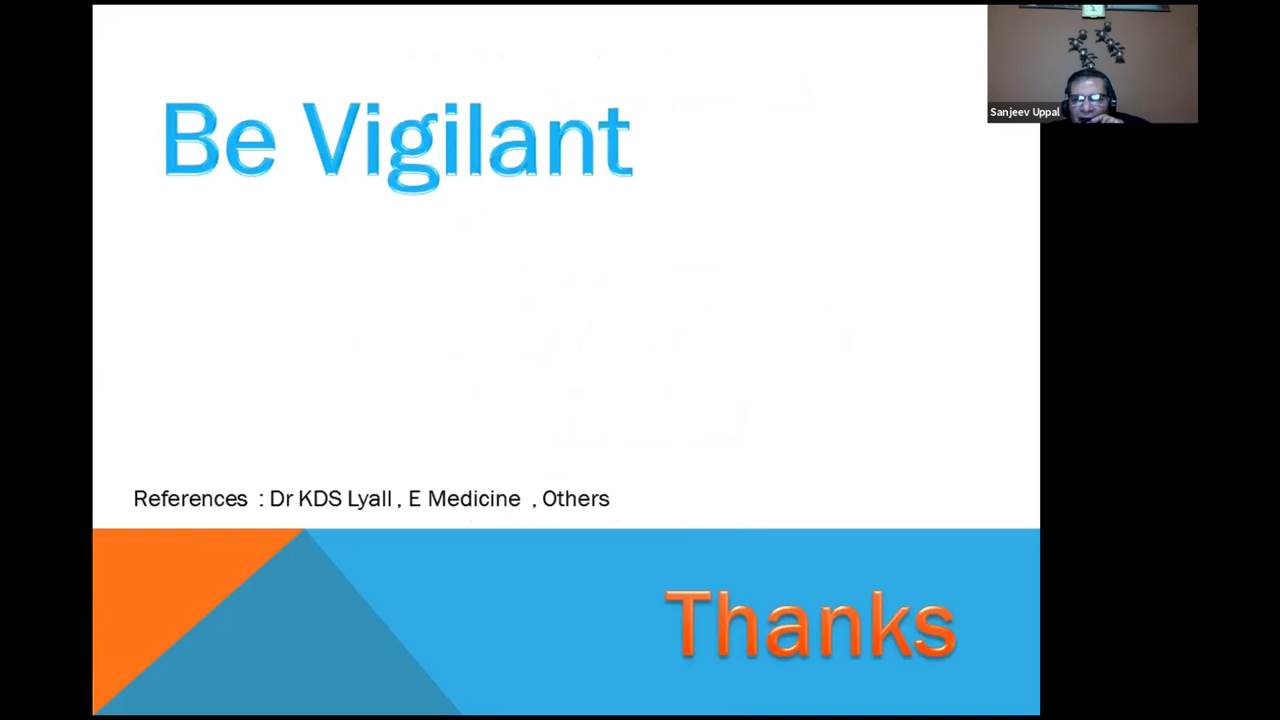 Be Vigilant
Sanjeev Uppal
References : Dr KDS Lyall , E Medicine , Others
Thanks